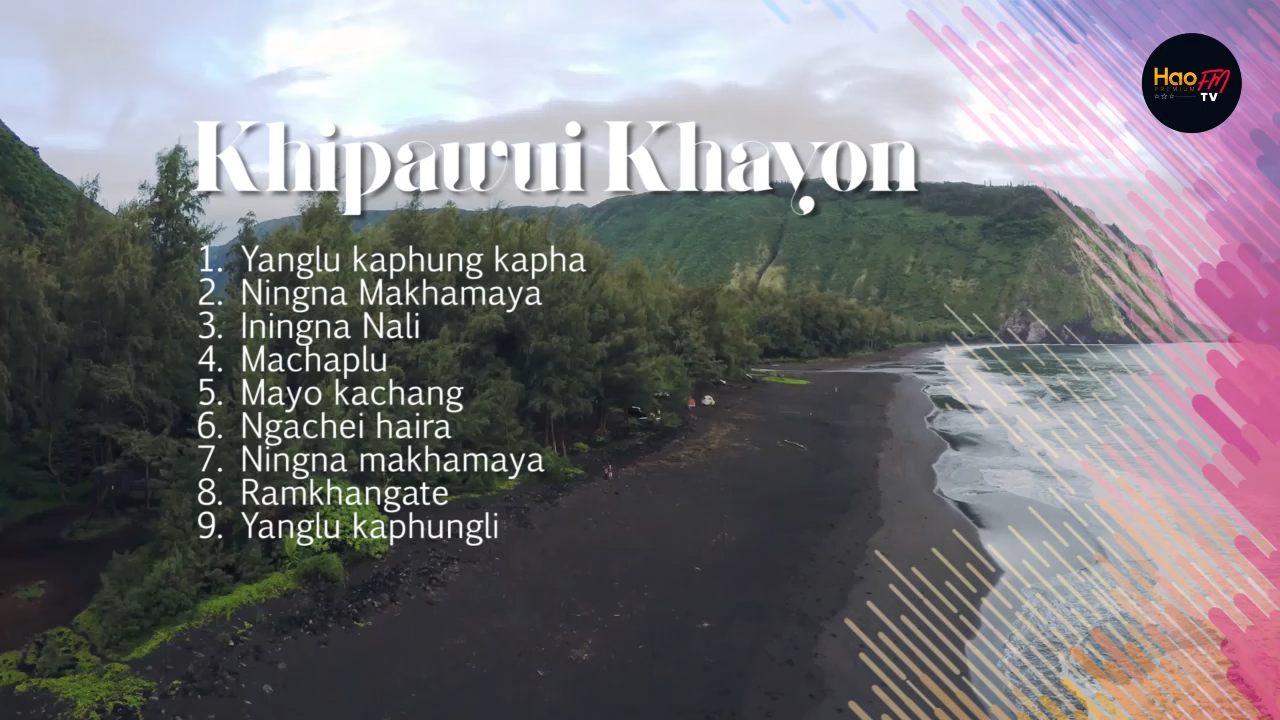 Hao FM
PREMIUM
TV
Khipawui Khayon
1. Yanglu kaphung kapha
2. Ningna Makhamaya
3. Iningna Nali
4. Machaplu
5. Mayo kachang
6. Ngachei haira
7. Ningna makhamaya
8. Ramkhangate
9. Yanglu kaphungli